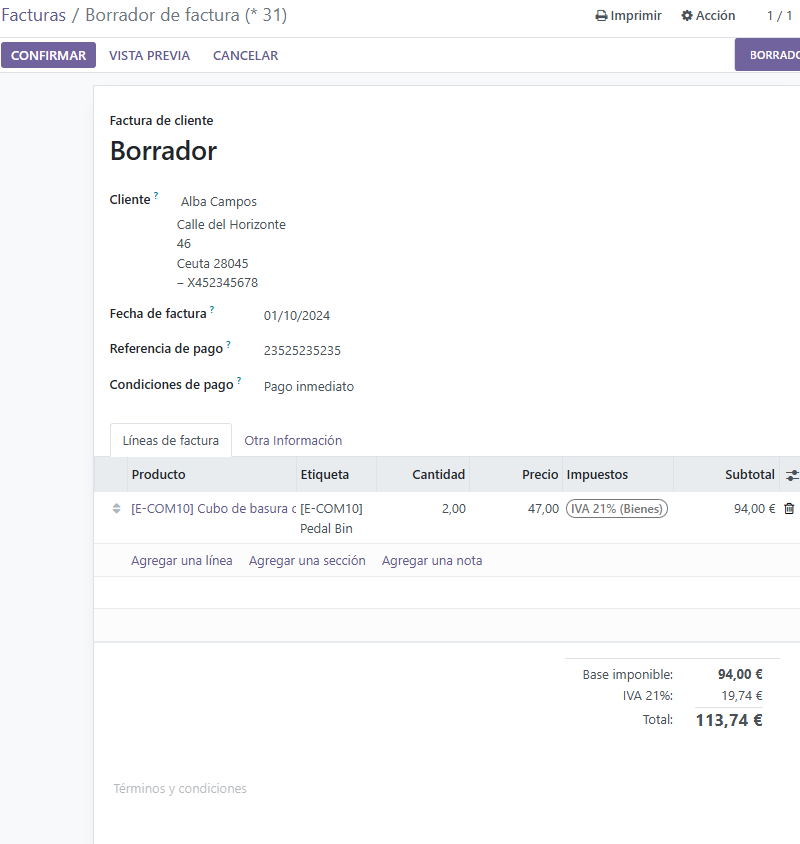 Facturas / Borrador de factura (* 31)
Imprimir Acción 1 / 1
CONFIRMAR VISTA PREVIA CANCELAR
Factura de cliente
Borrador
Cliente ? Alba Campos
Calle del Horizonte
46
Ceuta 28045
– X452345678
Fecha de factura ? 01/10/2024
Referencia de pago ? 23525235235
Condiciones de pago ? Pago inmediato
Líneas de factura Otra Información
Producto Etiqueta Cantidad Precio Impuestos Subtotal
[E-COM10] Cubo de basura [E-COM10] 2,00 47,00 IVA 21% (Bienes) 94,00 €
Pedal Bin
Agregar una línea Agregar una sección Agregar una nota
Base imponible: 94,00 €
IVA 21%: 19,74 €
Total: 113,74 €
Términos y condiciones